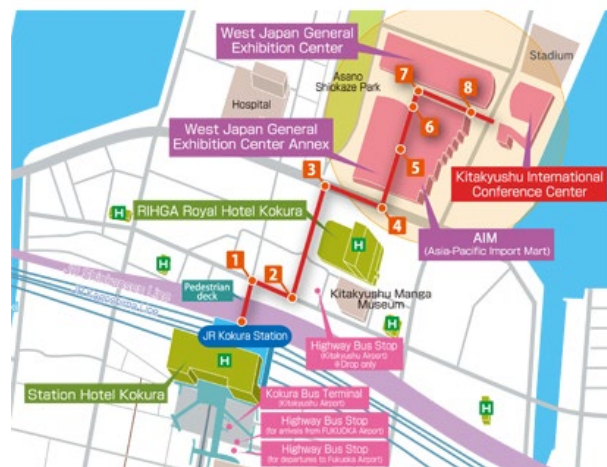 West Japan General
Exhibition Center
Stadium
Asano
Shiokaze Park
7
8
Hospital
6
West Japan General
Exhibition Center Annex
5
Kitakyushu International
Conference Center
3
4
RIHGA Royal Hotel Kokura
H
H
AIM
(Asia-Pacific Import Mart)
1
H
2
JR Shinkansen Line
Pedestrian
deck
Kitakyushu Manga
Museum
H
JR Kokura Station
Highway Bus Stop
(Kitakyushu Airport)
※Drop only
H
Station Hotel Kokura
Kokura Bus Terminal
(Kitakyushu Airport)
H
Highway Bus Stop
(for arrivals from FUKUOKA Airport)
Highway Bus Stop
(for departures to Fukuoka Airport)